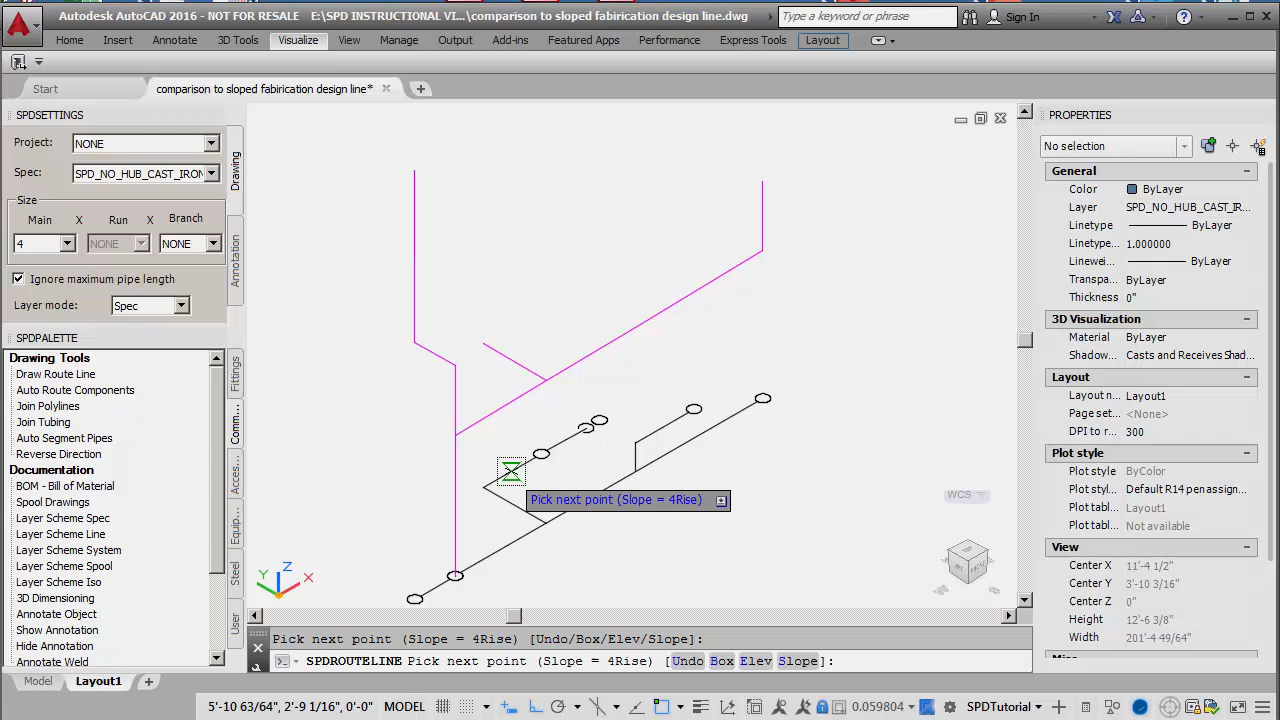 Autodesk AutoCAD 2016 - NOT FOR RESALE E:\SPD INSTRUCTIONAL VI...\comparison to sloped fabirication design line.dwg Type a keyword or phrase Sign In
Home Insert Annotate 3D Tools Visualize View Manage Output Add-ins Featured Apps Performance Express Tools Layout
Start comparison to sloped fabirication design line.dwg*
SPDSETTINGS
Project: NONE
Spec: SPD_NO_HUB_CAST_IRON
Size
Main X Run X Branch
4 NONE NONE
Ignore maximum pipe length
Layer mode: Spec
SPDPALETTE
Drawing Tools
Draw Route Line
Auto Route Components
Join Polylines
Join Tubing
Auto Segment Pipes
Reverse Direction
Documentation
BOM - Bill of Material
Spool Drawings
Layer Scheme Spec
Layer Scheme Line
Layer Scheme System
Layer Scheme Spool
Layer Scheme Iso
3D Dimensioning
Annotate Object
Show Annotation
Hide Annotation
Annotate Weld
Drawing
Annotation
Fittings
Comm...
Acces...
Equip...
Steel
User
Pick next point (Slope = 4Rise)
WCS
Z
Y X
Pick next point (Slope = 4Rise) [Undo/Box/Elev/Slope]:
SPDROUTELINE Pick next point (Slope = 4Rise) [Undo Box Elev Slope]:
PROPERTIES
No selection
General
Color ByLayer
Layer SPD_NO_HUB_CAST_IR...
Linetype ByLayer
Linetype... 1.000000
Linewei... ByLayer
Transpa... ByLayer
Thickness 0"
3D Visualization
Material ByLayer
Shadow... Casts and Receives Shad...
Layout
Layout n... Layout1
Page set... <None>
DPI to r... 300
Plot style
Plot style ByColor
Plot style... Default R14 pen assign...
Plot tabl... Layout1
Plot tabl... Not available
View
Center X 11'-4 1/2"
Center Y 3'-10 3/16"
Center Z 0"
Height 12'-6 3/8"
Width 201'-4 49/64"
Model Layout1
5'-10 63/64", 2'-9 1/16", 0'-0" MODEL 0.059804 SPDTutorial